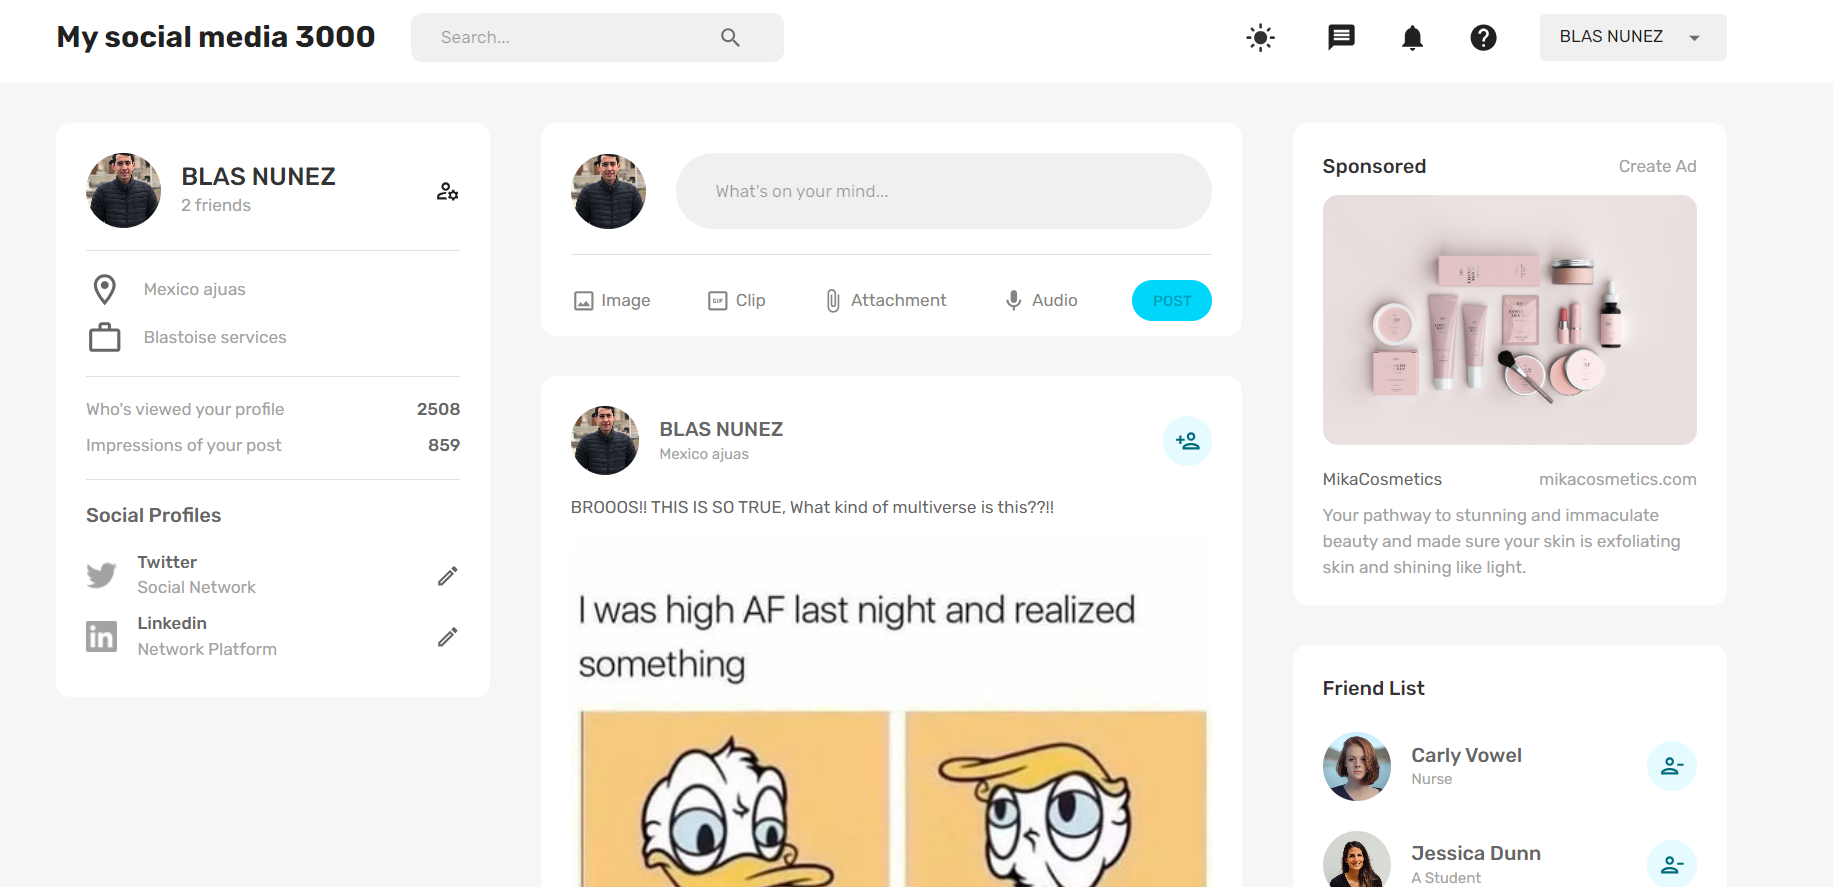 My social media 3000
Search...
BLAS NUNEZ
BLAS NUNEZ
2 friends
Mexico ajuas
Blastoise services
Who's viewed your profile 2508
Impressions of your post 859
Social Profiles
Twitter
Social Network
Linkedin
Network Platform
What's on your mind...
Image
GIF Clip
Attachment
Audio
POST
BLAS NUNEZ
Mexico ajuas
BROOOS!! THIS IS SO TRUE, What kind of multiverse is this??!!
I was high AF last night and realized
something
Sponsored Create Ad
MikaCosmetics mikacosmetics.com
Your pathway to stunning and immaculate
beauty and made sure your skin is exfoliating
skin and shining like light.
Friend List
Carly Vowel
Nurse
Jessica Dunn
A Student